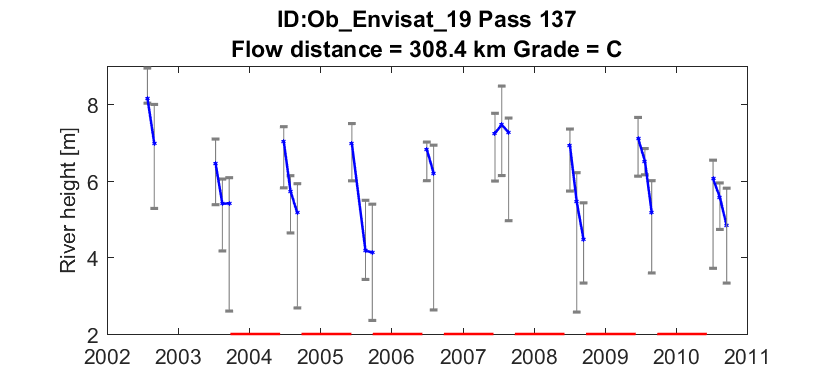 ID:Ob_Envisat_19 Pass 137
Flow distance = 308.4 km Grade = C
River height [m]
8
6
4
2
2002 2003 2004 2005 2006 2007 2008 2009 2010 2011